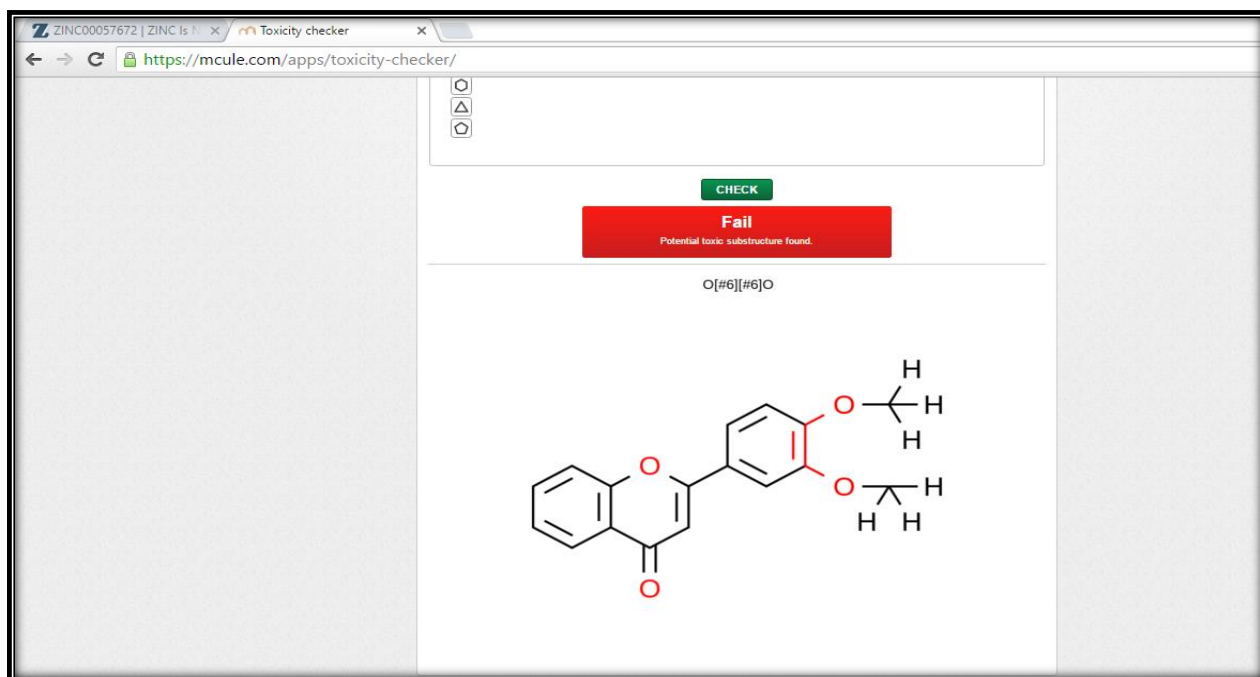 ZINC00057672 | ZINC Is N
Toxicity checker
https://mcule.com/apps/toxicity-checker/
CHECK
Fail
Potential toxic substructure found.
O[#6][#6]O
H
O H
H
O O H
H H
O